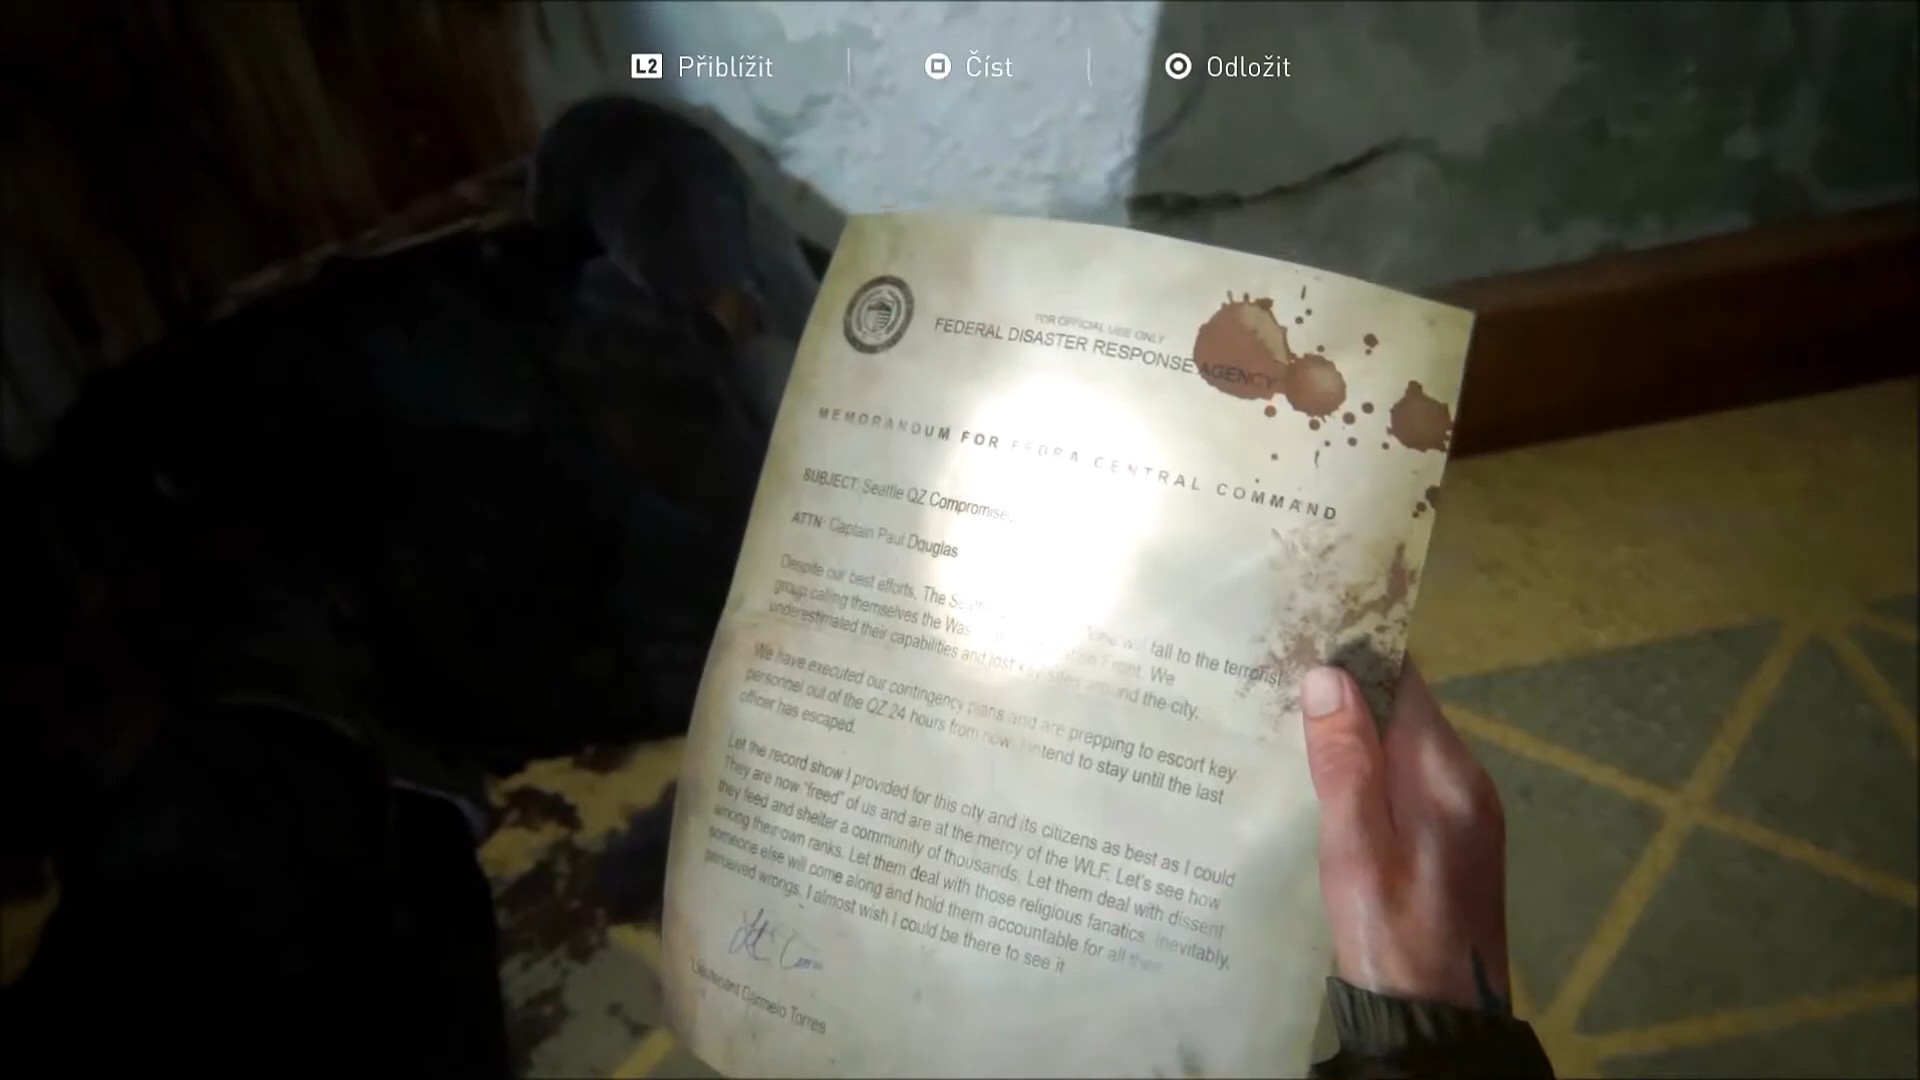 L2 Přiblížit
Číst
Odložit
FOR OFFICIAL USE ONLY
FEDERAL DISASTER RESPONSE AGENCY
MEMORANDUM FOR FEDRA CENTRAL COMMAND
SUBJECT: Seattle QZ Compromised
ATTN: Captain Paul Douglas
Despite our best efforts, The Seattle will fall to the terrorist
group calling themselves the Front. We
underestimated their capabilities and lost key sites around the city.
We have executed our contingency plans and are prepping to escort key
personnel out of the QZ 24 hours from now. I intend to stay until the last
officer has escaped.
Let the record show I provided for this city and its citizens as best as I could
They are now "freed" of us and are at the mercy of the WLF. Let's see how
they feed and shelter a community of thousands. Let them deal with dissent
among their own ranks. Let them deal with those religious fanatics. Inevitably,
someone else will come along and hold them accountable for all their
perceived wrongs. I almost wish I could be there to see it
Lieutenant Carmelo Torres